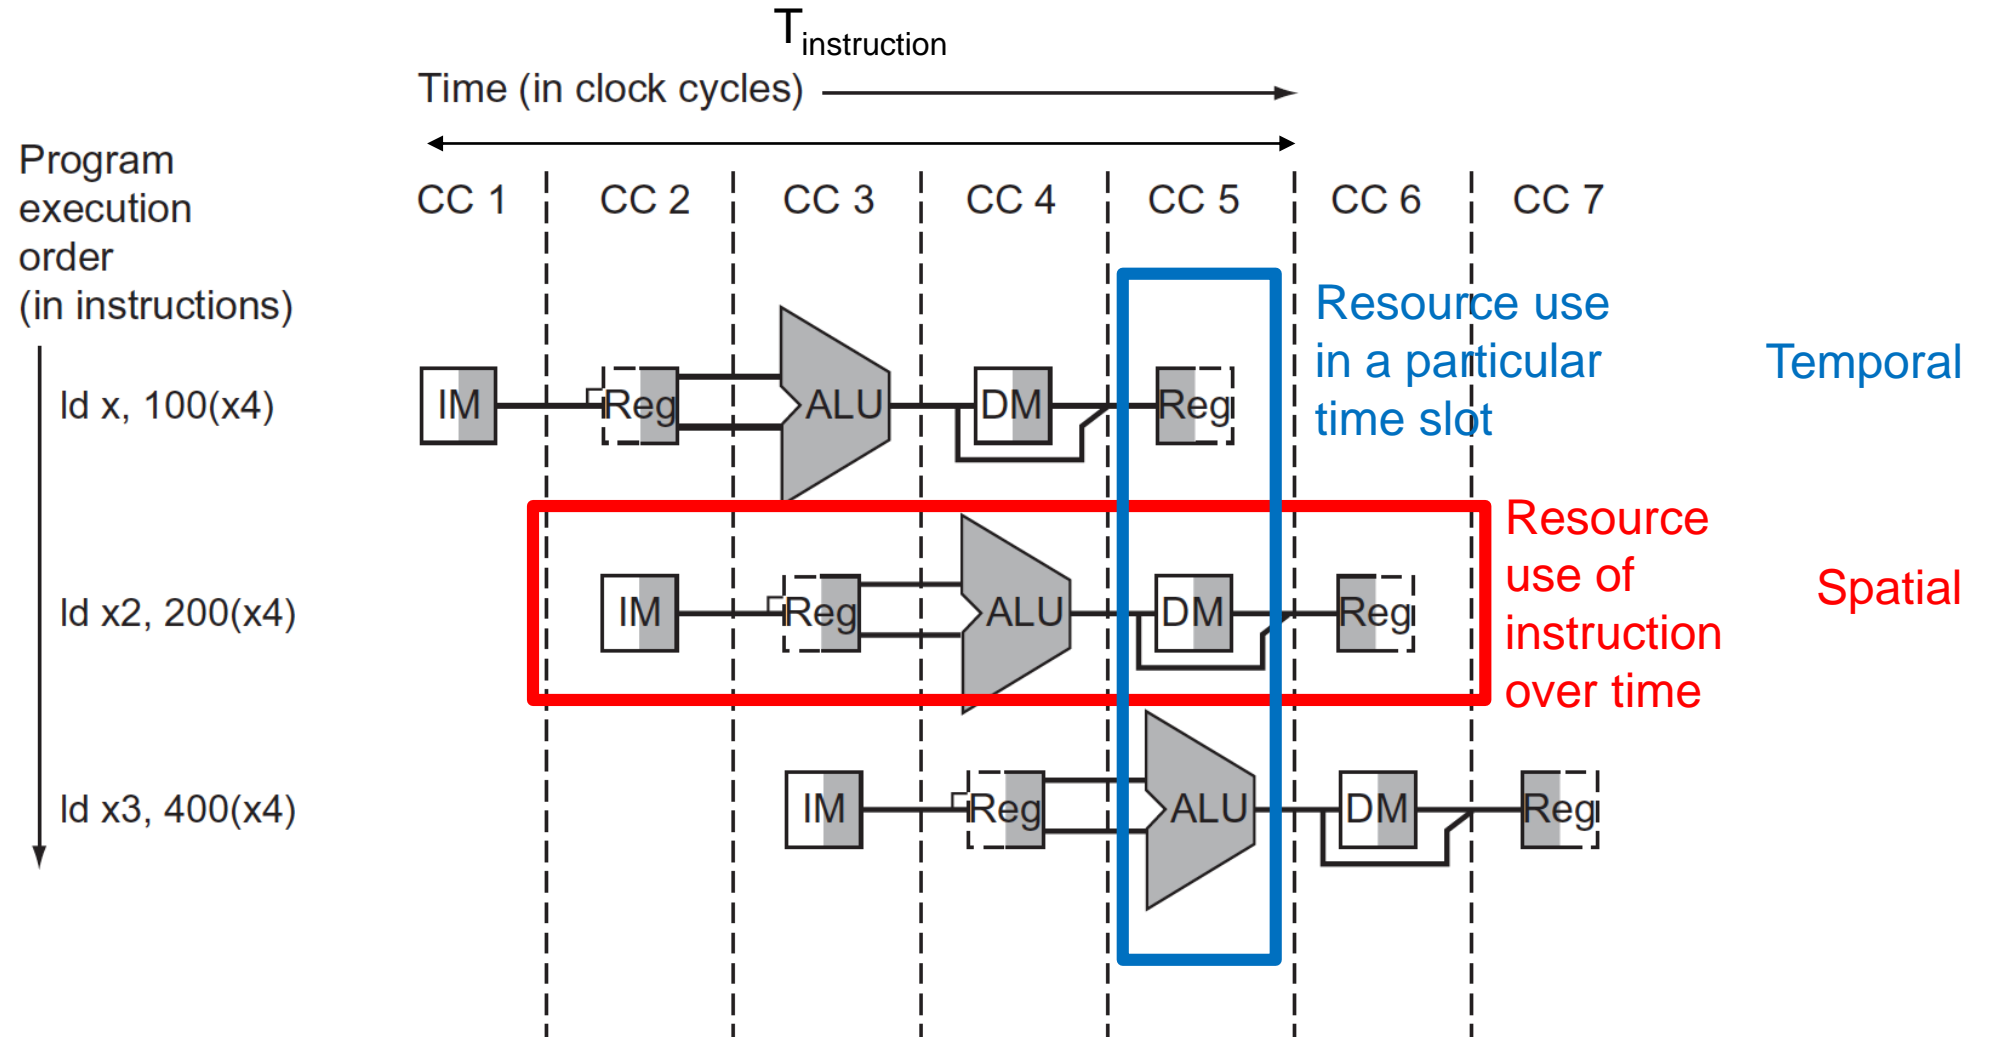 T instruction
Time (in clock cycles)
Program
execution
order
(in instructions)
CC 1 CC 2 CC 3 CC 4 CC 5 CC 6 CC 7
Resource use
in a particular
time slot
Temporal
ld x, 100(x4)
IM Reg ALU DM Reg
Resource
use of
instruction
over time
Spatial
ld x2, 200(x4)
IM Reg ALU DM Reg
ld x3, 400(x4)
IM Reg ALU DM Reg